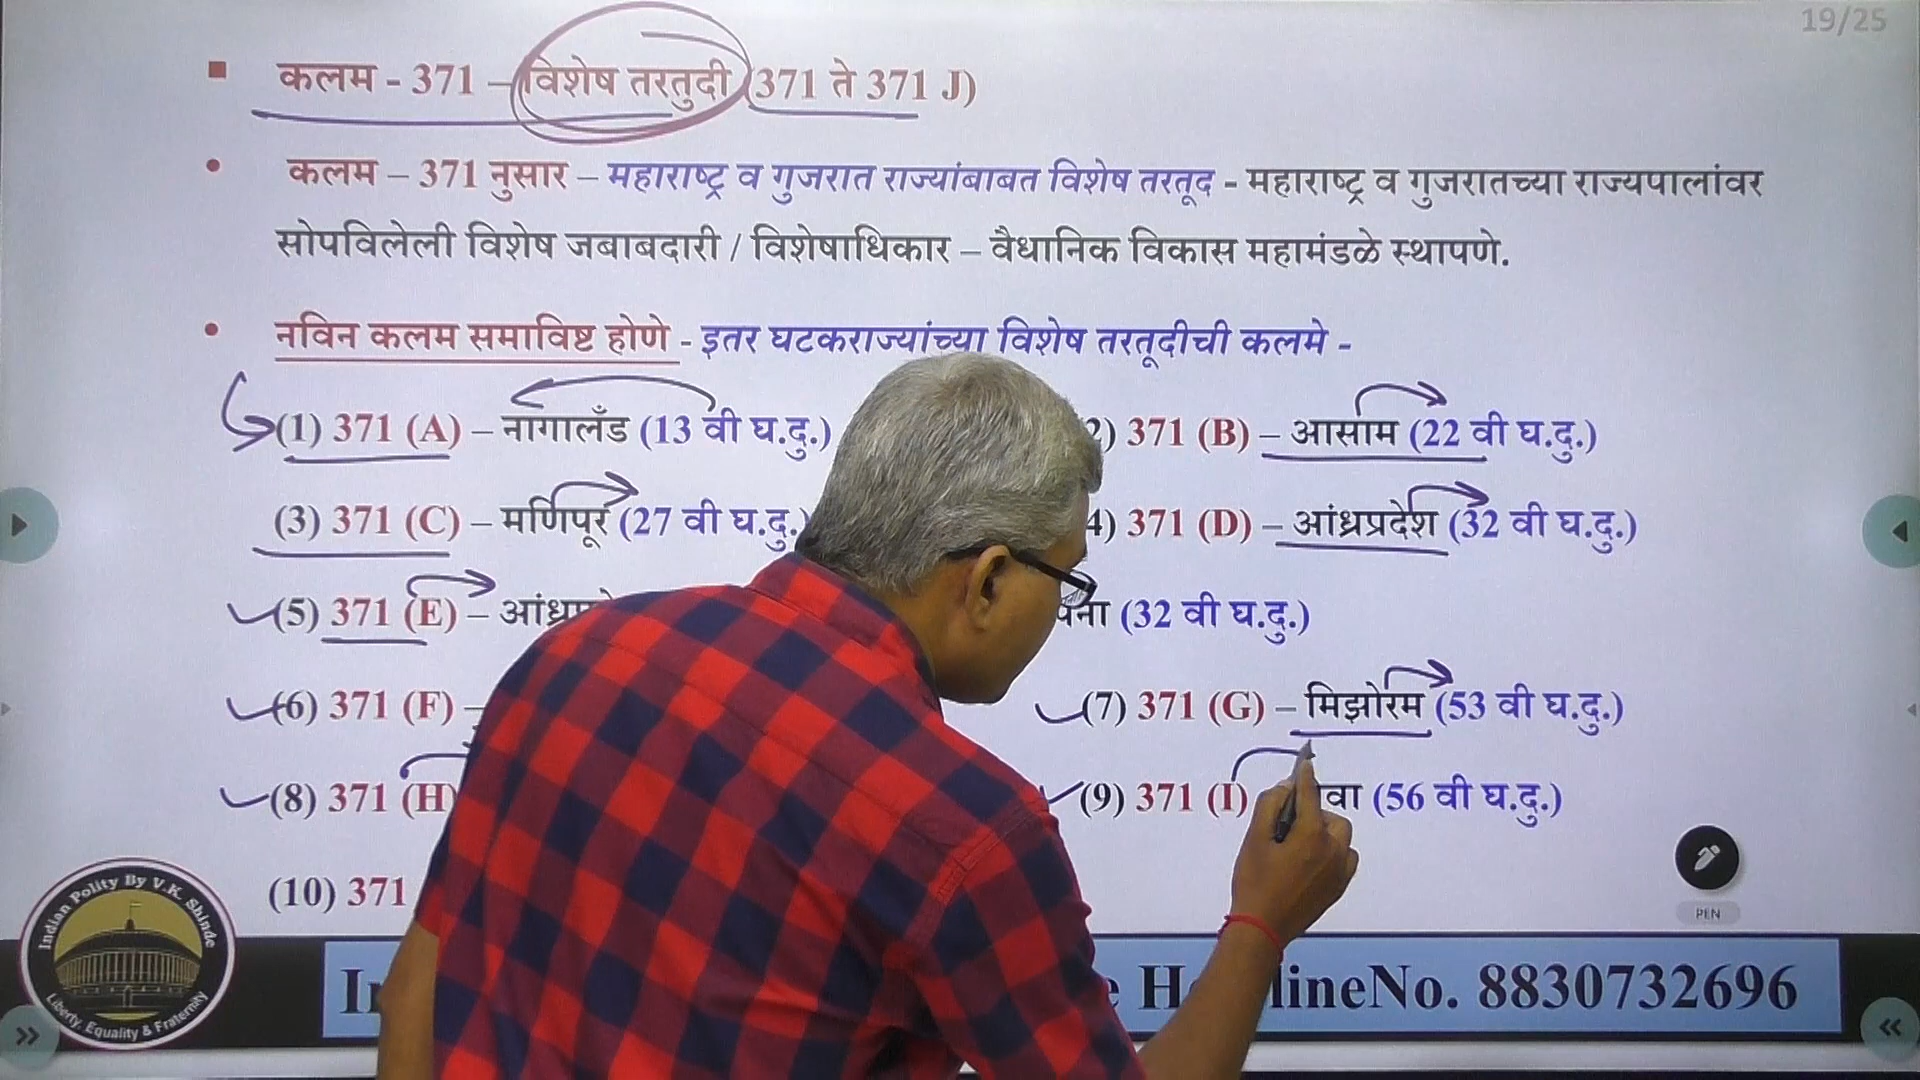 19/25
कलम - 371 – विशेष तरतुदी (371 ते 371 J)
कलम – 371 नुसार – महाराष्ट्र व गुजरात राज्यांबाबत विशेष तरतूद - महाराष्ट्र व गुजरातच्या राज्यपालांवर
सोपविलेली विशेष जबाबदारी / विशेषाधिकार – वैधानिक विकास महामंडळे स्थापणे.
नविन कलम समाविष्ट होणे - इतर घटकराज्यांच्या विशेष तरतूदीची कलमे -
(1) 371 (A) – नागालँड (13 वी घ.दु.) 2) 371 (B) – आसाम (22 वी घ.दु.)
(3) 371 (C) – मणिपूर (27 वी घ.दु.) 4) 371 (D) – आंध्रप्रदेश (32 वी घ.दु.)
(5) 371 (E) – (32 वी घ.दु.)
(6) 371 (F) – (7) 371 (G) – मिझोरम (53 वी घ.दु.)
(8) 371 (H) (9) 371 (I) (56 वी घ.दु.)
(10) 371
PEN
Indian Polity By V.K. Shinde
Liberty, Equality & Fraternity
lineNo. 8830732696